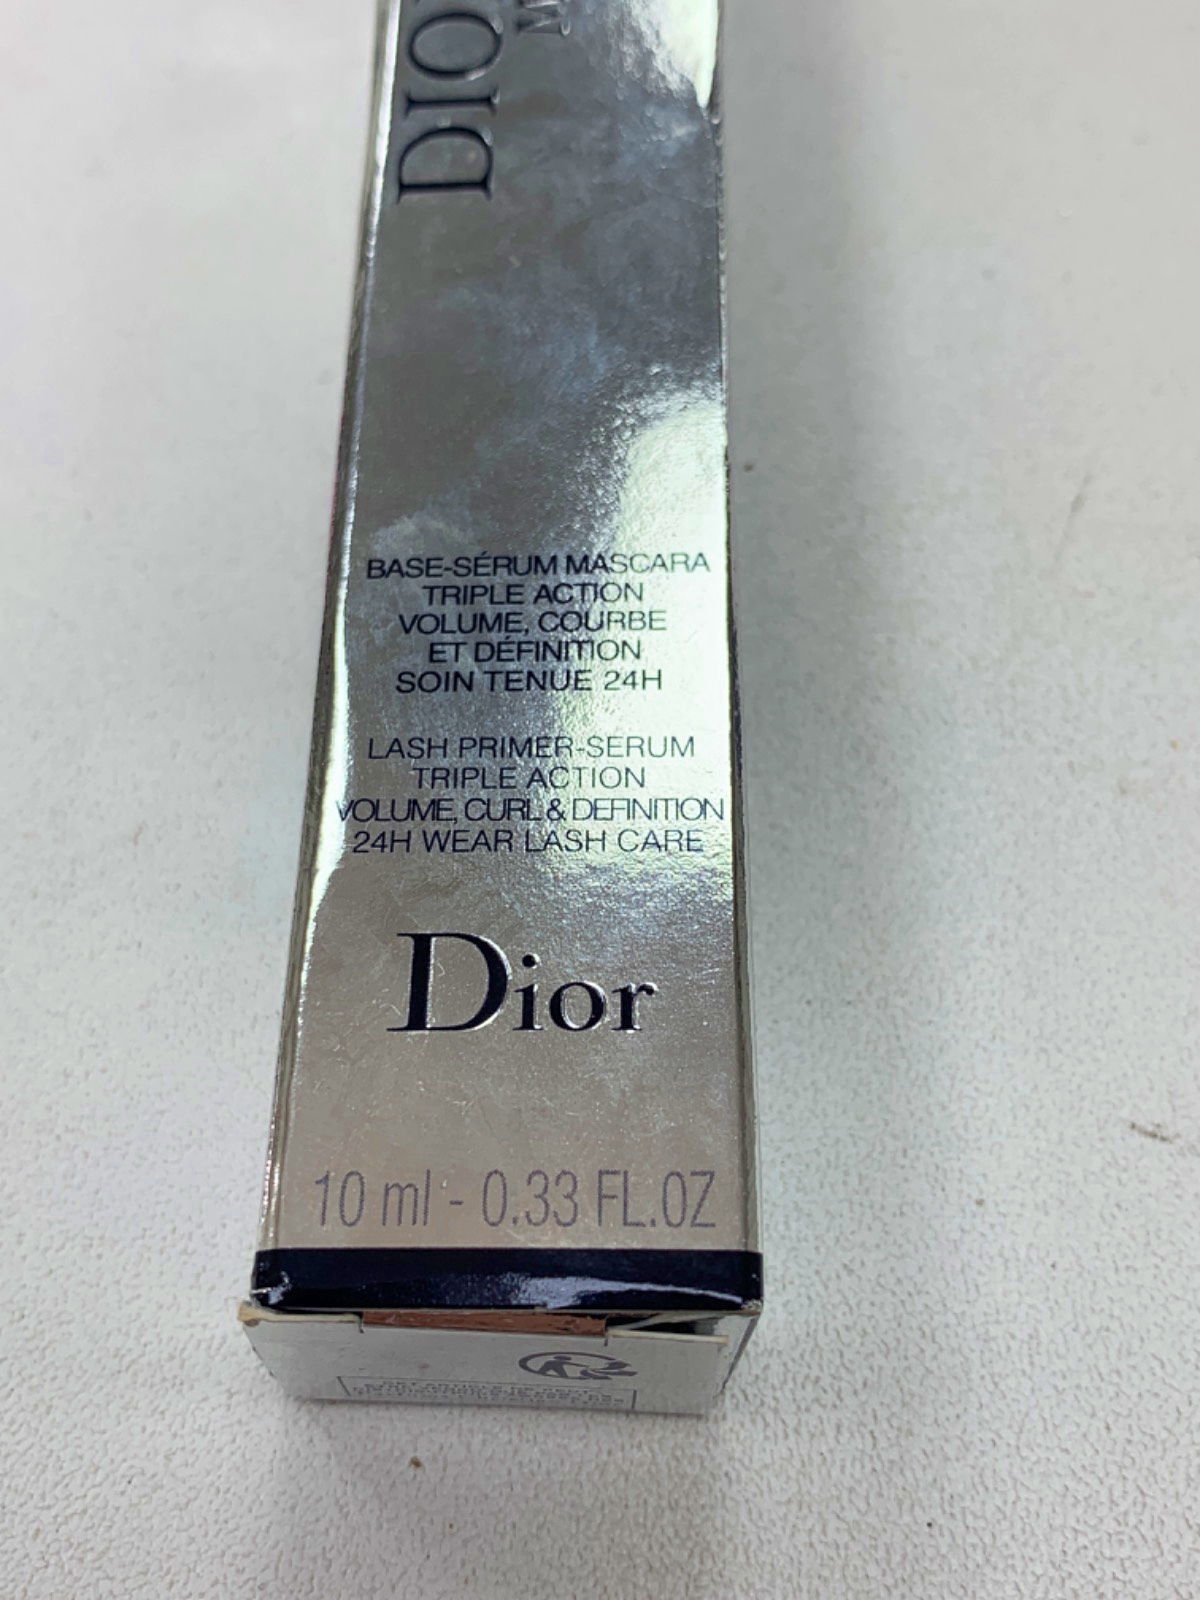 DIO
M
BASE-SÉRUM MASCARA
TRIPLE ACTION
VOLUME, COURBE
ET DÉFINITION
SOIN TENUE 24H
LASH PRIMER-SERUM
TRIPLE ACTION
VOLUME, CURL & DEFINITION
24H WEAR LASH CARE
Dior
10 ml - 0.33 FL.OZ